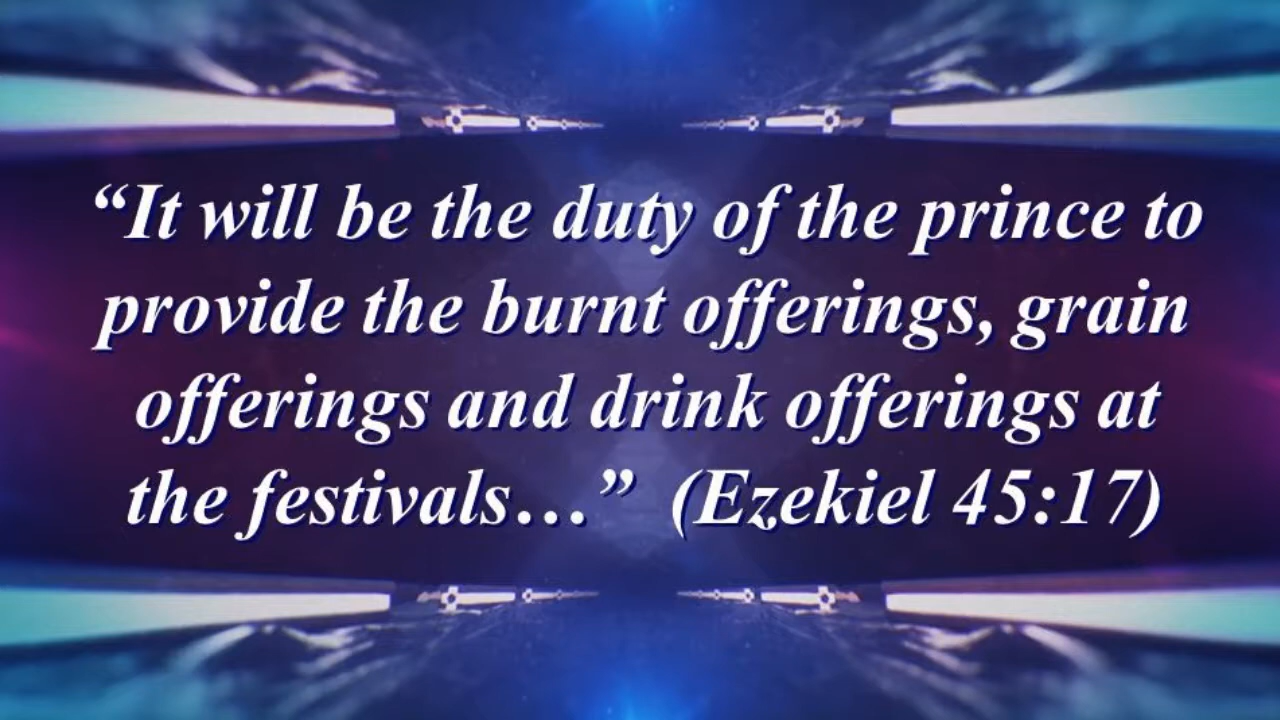 “It will be the duty of the prince to
provide the burnt offerings, grain
offerings and drink offerings at
the festivals…”  (Ezekiel 45:17)